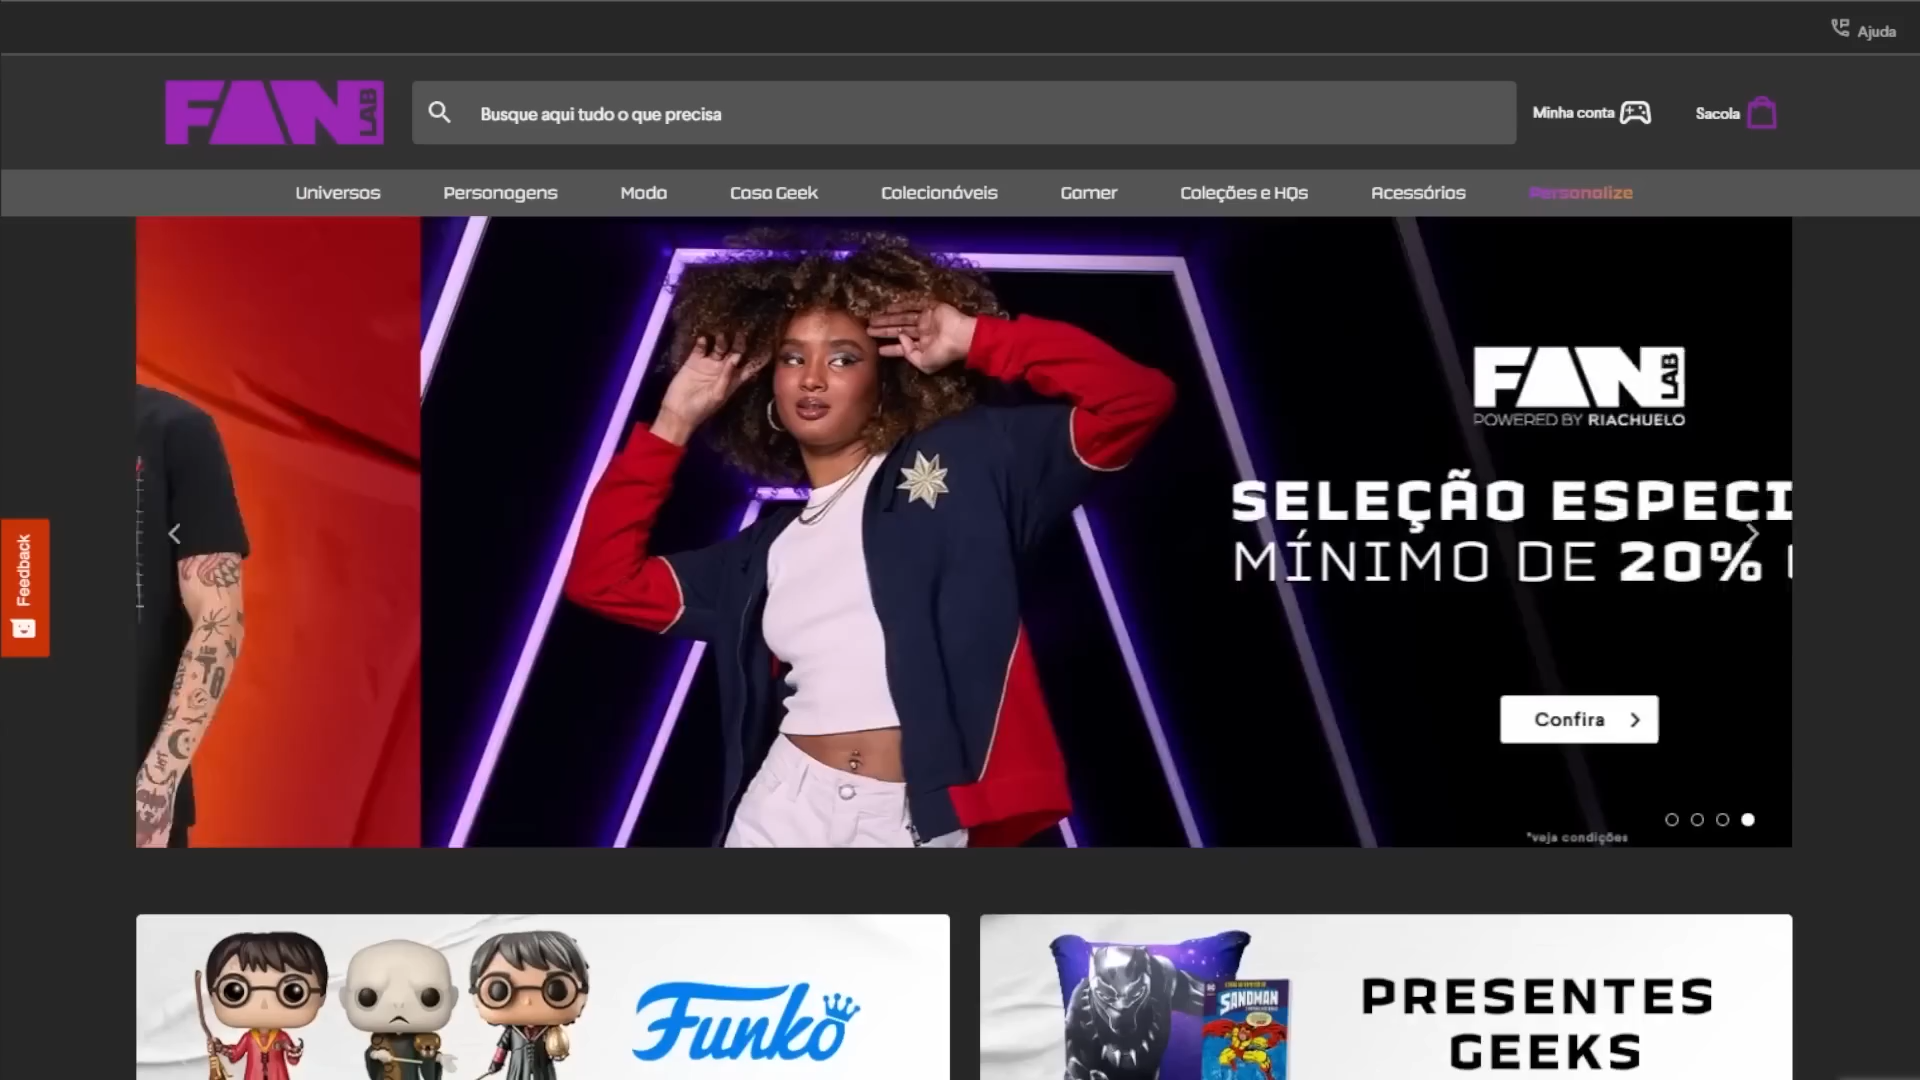 Ajuda
FAN LAB
Busque aqui tudo o que precisa
Minha conta
Sacola
Universos
Personagens
Moda
Casa Geek
Colecionáveis
Gamer
Coleções e HQs
Acessórios
Personalize
FAN LAB
POWERED BY RIACHUELO
SELEÇÃO ESPECI
MÍNIMO DE 20%
Feedback
Confira
*veja condições
Funko
SANDMAN
PRESENTES
GEEKS